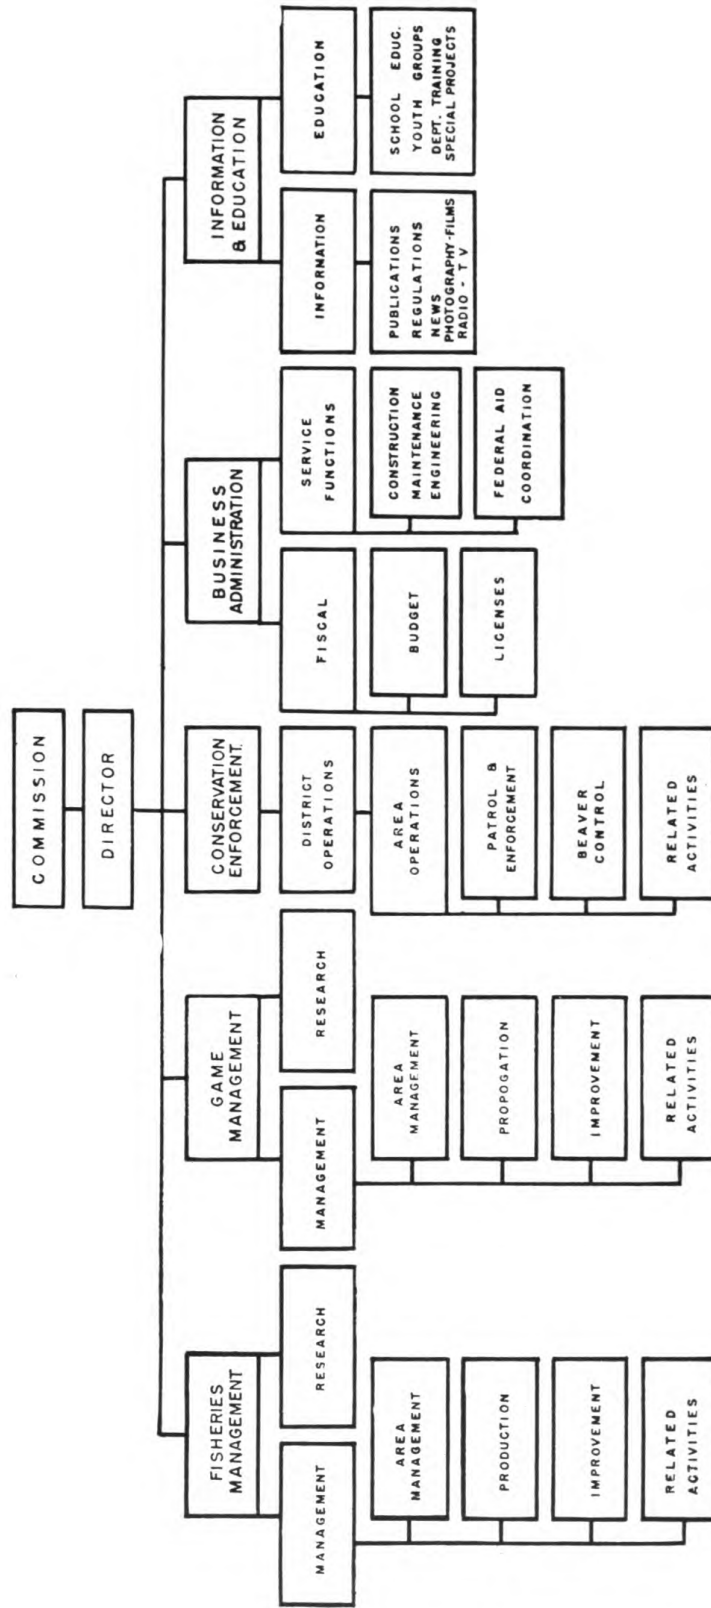 COMMISSION
DIRECTOR
FISHERIES
MANAGEMENT
MANAGEMENT
RESEARCH
AREA
MANAGEMENT
PRODUCTION
IMPROVEMENT
RELATED
ACTIVITIES
GAME
MANAGEMENT
MANAGEMENT
RESEARCH
AREA
MANAGEMENT
PROPOGATION
IMPROVEMENT
RELATED
ACTIVITIES
CONSERVATION
ENFORCEMENT.
DISTRICT
OPERATIONS
AREA
OPERATIONS
PATROL &
ENFORCEMENT
BEAVER
CONTROL
RELATED
ACTIVITIES
BUSINESS
ADMINISTRATION
FISCAL
BUDGET
LICENSES
SERVICE
FUNCTIONS
CONSTRUCTION
MAINTENANCE
ENGINEERING
FEDERAL AID
COORDINATION
INFORMATION
& EDUCATION
INFORMATION
PUBLICATIONS
REGULATIONS
NEWS
PHOTOGRAPHY-FILMS
RADIO - TV
EDUCATION
SCHOOL EDUC.
YOUTH GROUPS
DEPT. TRAINING
SPECIAL PROJECTS